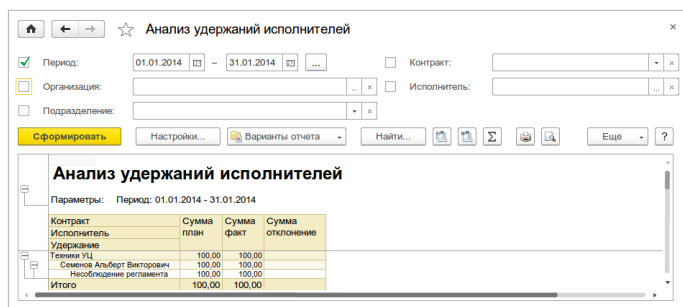 Анализ удержаний исполнителей
Период: 01.01.2014 – 31.01.2014 ... Контракт:
Организация: Исполнитель:
Подразделение:
Сформировать Настройки... Варианты отчета Найти... Σ Еще ?
Анализ удержаний исполнителей
Параметры: Период: 01.01.2014 - 31.01.2014
Контракт Сумма план Сумма факт Сумма отклонение
Исполнитель
Удержание
Техники УЦ 100,00 100,00
Семенов Альберт Викторович 100,00 100,00
Несоблюдение регламента 100,00 100,00
Итого 100,00 100,00